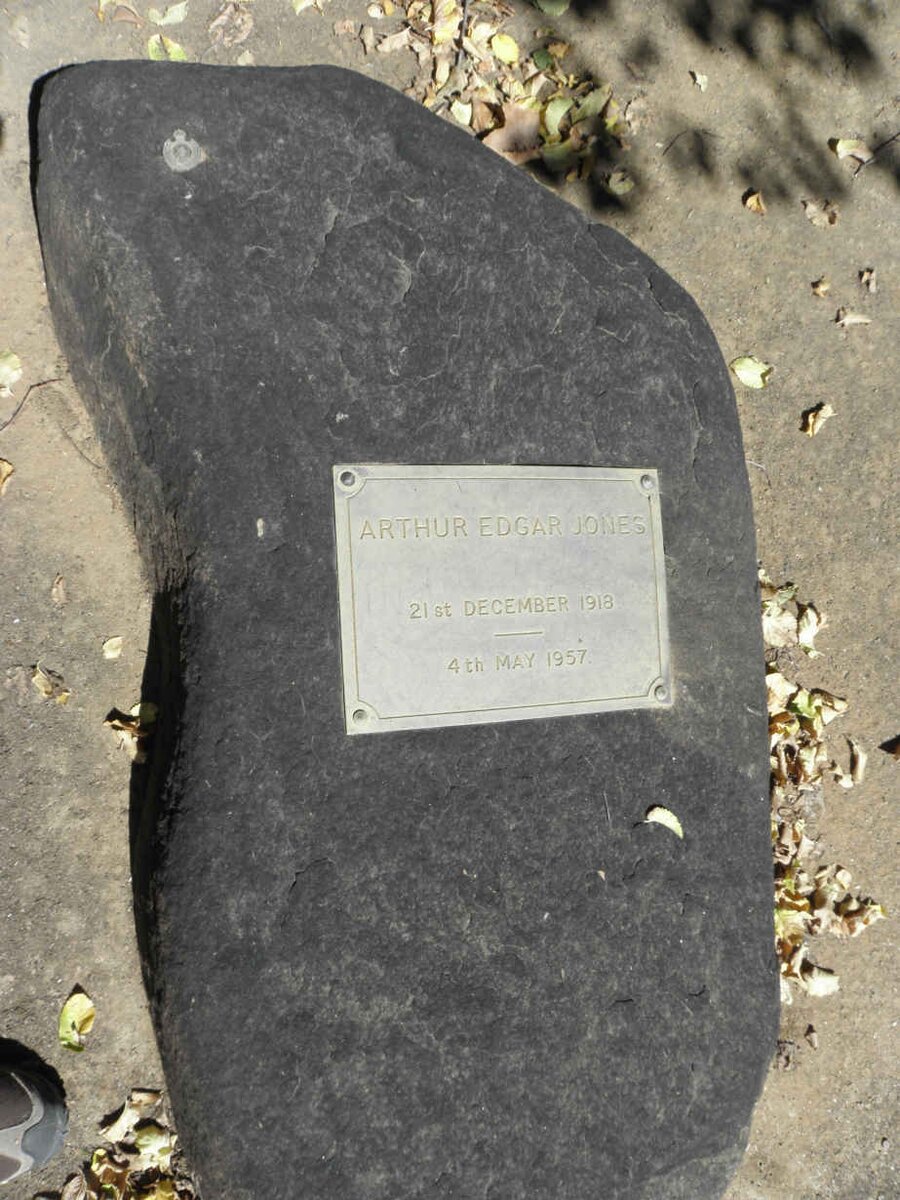 ARTHUR EDGAR JONES
21st DECEMBER 1918
4th MAY 1957.